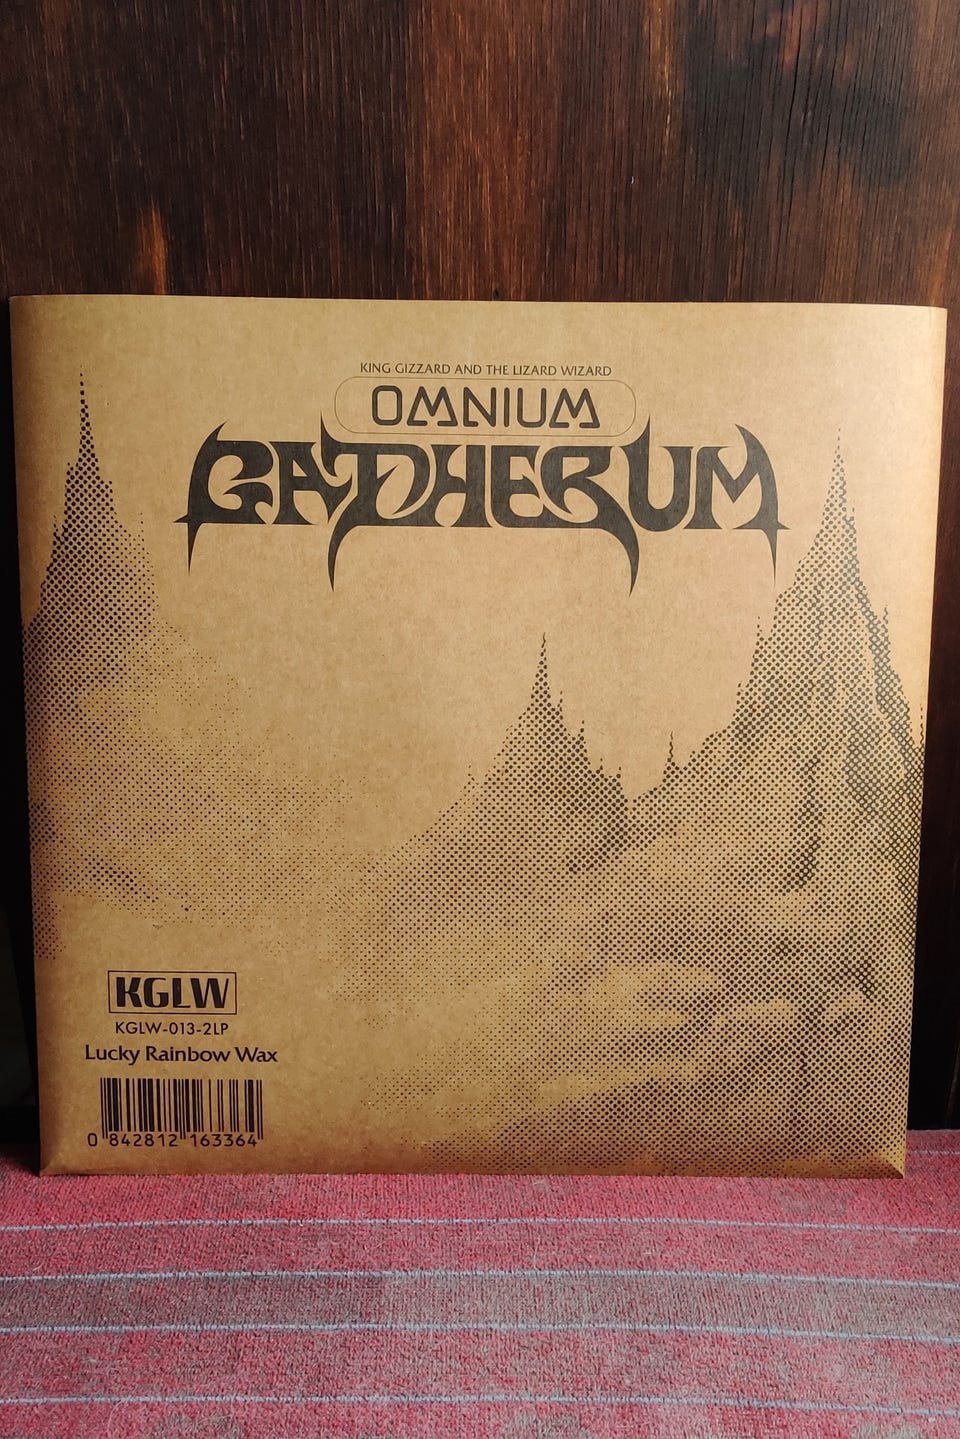 KING GIZZARD AND THE LIZARD WIZARD
OMNIUM
GATHERUM
KGLW
KGLW-013-2LP
Lucky Rainbow Wax
0 842812 163364